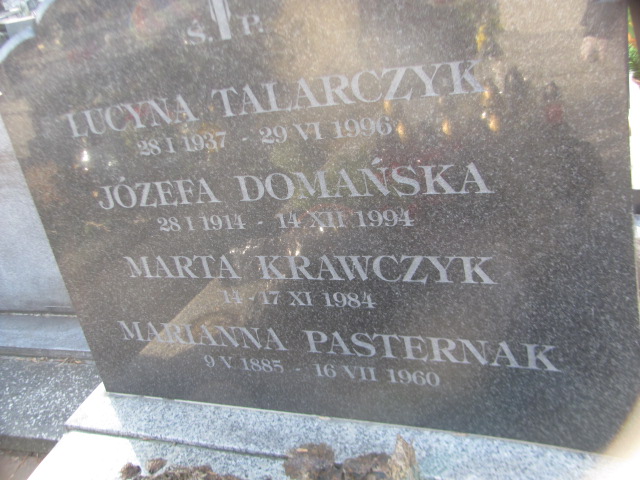 Ś. P.
LUCYNA TALARCZYK
28 I 1937 - 29 VI 1996
JÓZEFA DOMAŃSKA
28 I 1914 - 14 XII 1994
MARTA KRAWCZYK
14-17 XI 1984
MARIANNA PASTERNAK
9 V 1885 - 16 VII 1960